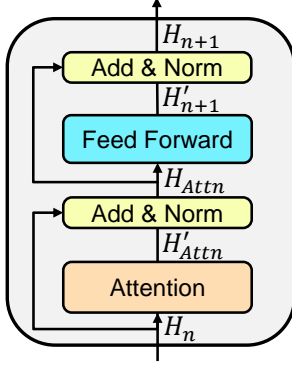 H_{n+1}
Add & Norm
H'_{n+1}
Feed Forward
H_{Attn}
Add & Norm
H'_{Attn}
Attention
H_n